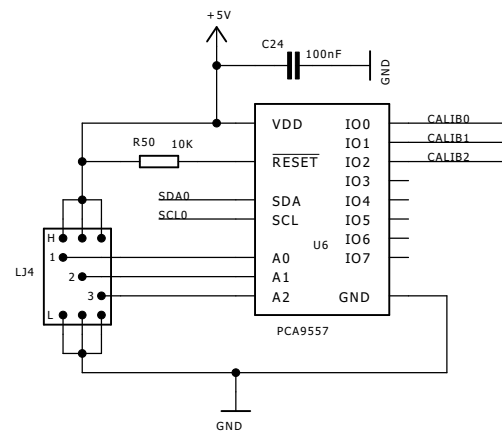 +5V
C24
100nF
GND
VDD
IO0
CALIB0
IO1
CALIB1
R50
10K
RESET
IO2
CALIB2
IO3
SDA0
SDA
IO4
SCL0
SCL
IO5
H
U6
IO6
1
A0
IO7
LJ4
2
A1
3
A2
GND
L
PCA9557
GND